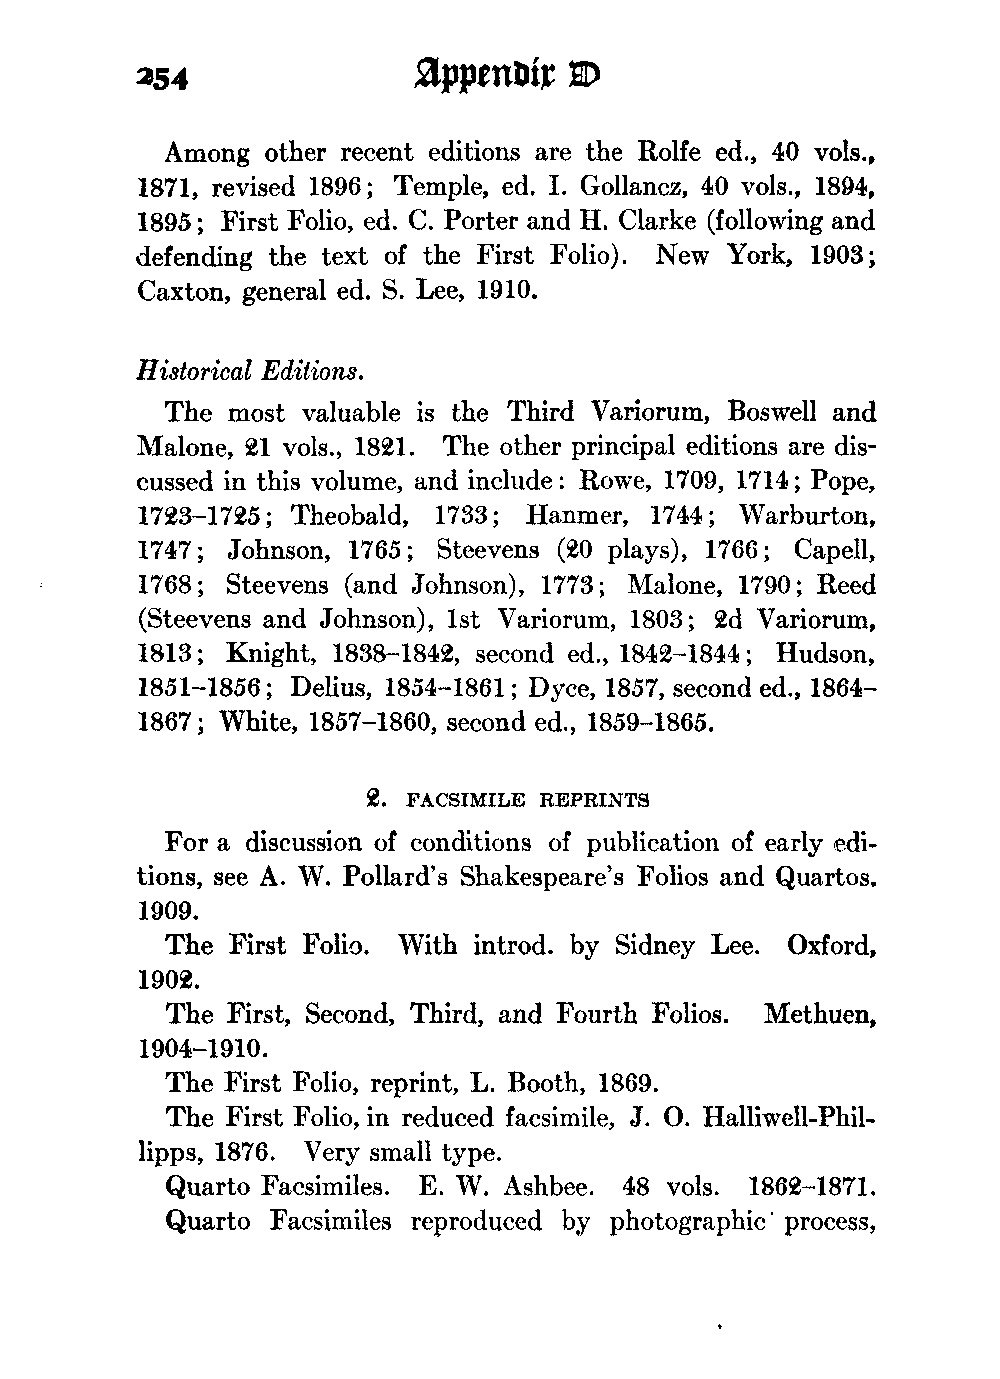 254 Appendix D
Among other recent editions are the Rolfe ed., 40 vols.,
1871, revised 1896; Temple, ed. I. Gollancz, 40 vols., 1894,
1895; First Folio, ed. C. Porter and H. Clarke (following and
defending the text of the First Folio). New York, 1903;
Caxton, general ed. S. Lee, 1910.
Historical Editions.
The most valuable is the Third Variorum, Boswell and
Malone, 21 vols., 1821. The other principal editions are dis-
cussed in this volume, and include: Rowe, 1709, 1714; Pope,
1723-1725; Theobald, 1733; Hanmer, 1744; Warburton,
1747; Johnson, 1765; Steevens (20 plays), 1766; Capell,
1768; Steevens (and Johnson), 1773; Malone, 1790; Reed
(Steevens and Johnson), 1st Variorum, 1803; 2d Variorum,
1813; Knight, 1838-1842, second ed., 1842-1844; Hudson,
1851-1856; Delius, 1854-1861; Dyce, 1857, second ed., 1864-
1867; White, 1857-1860, second ed., 1859-1865.
2. FACSIMILE REPRINTS
For a discussion of conditions of publication of early edi-
tions, see A. W. Pollard's Shakespeare's Folios and Quartos.
1909.
The First Folio. With introd. by Sidney Lee. Oxford,
1902.
The First, Second, Third, and Fourth Folios. Methuen,
1904-1910.
The First Folio, reprint, L. Booth, 1869.
The First Folio, in reduced facsimile, J. O. Halliwell-Phil-
lipps, 1876. Very small type.
Quarto Facsimiles. E. W. Ashbee. 48 vols. 1862-1871.
Quarto Facsimiles reproduced by photographic process,